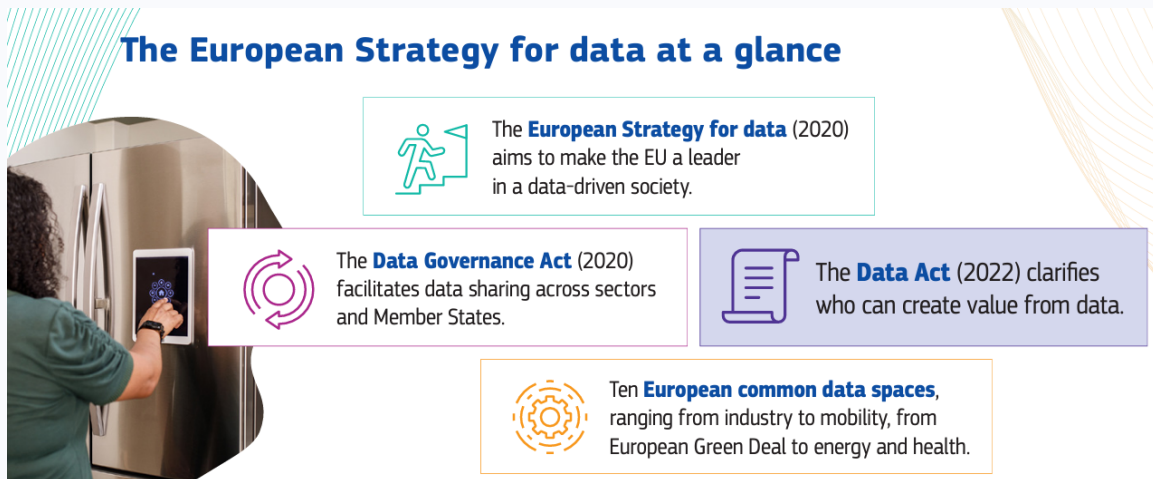 The European Strategy for data at a glance
The European Strategy for data (2020)
aims to make the EU a leader
in a data-driven society.
The Data Governance Act (2020)
facilitates data sharing across sectors
and Member States.
The Data Act (2022) clarifies
who can create value from data.
Ten European common data spaces,
ranging from industry to mobility, from
European Green Deal to energy and health.